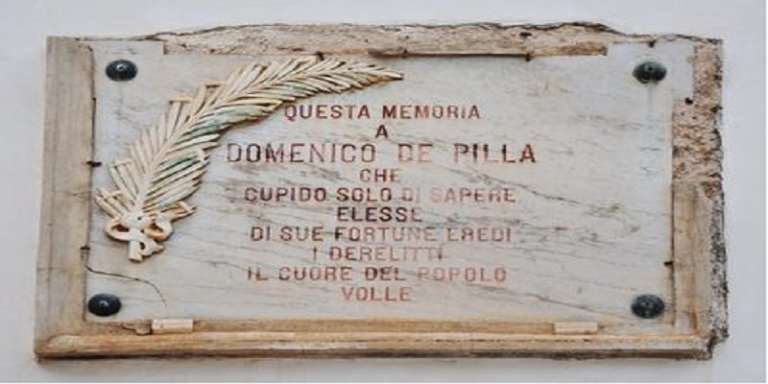 QUESTA MEMORIA
A
DOMENICO DE PILLA
CHE
CUPIDO SOLO DI SAPERE
ELESSE
DI SUE FORTUNE EREDI
I DERELITTI
IL CUORE DEL POPOLO
VOLLE